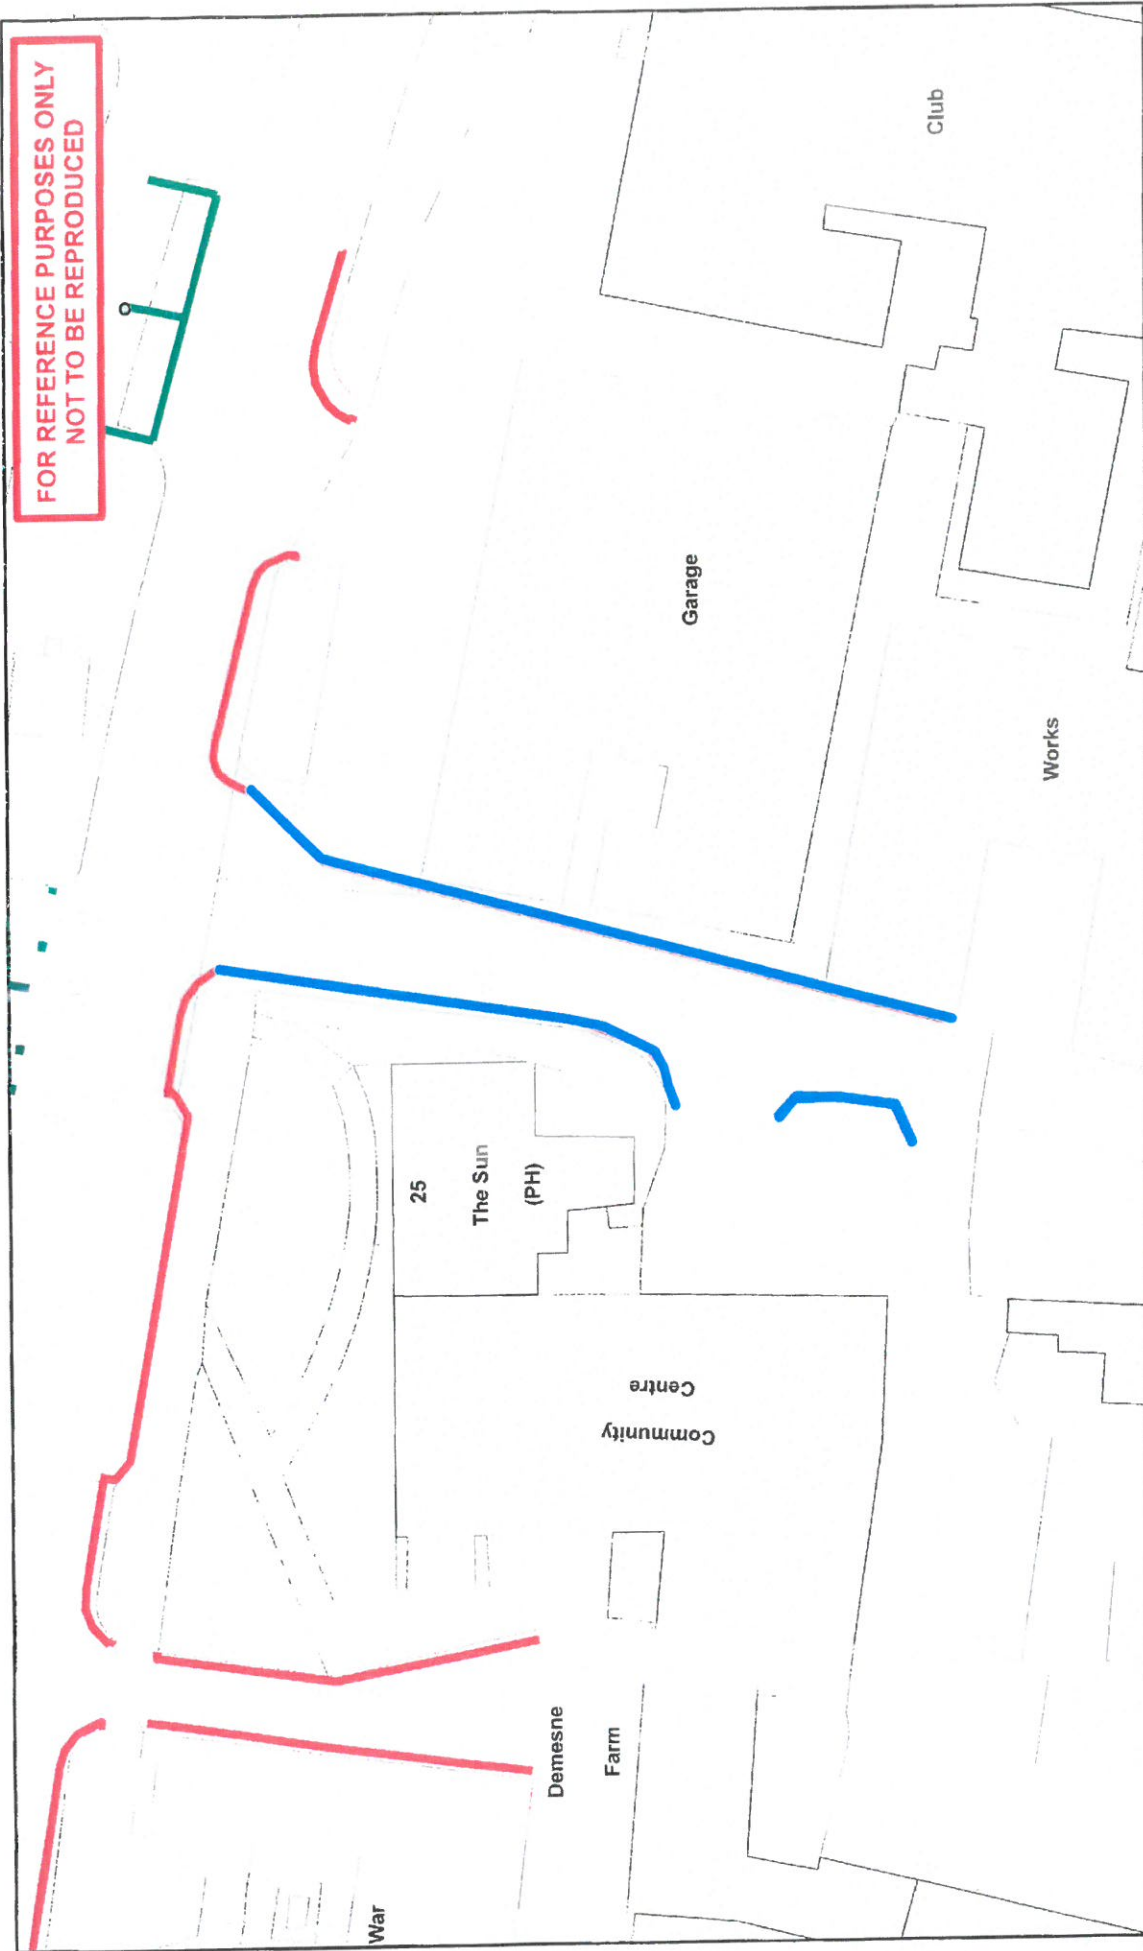 FOR REFERENCE PURPOSES ONLY
NOT TO BE REPRODUCED
Club
Garage
Works
25
The Sun
(PH)
Community
Centre
Demesne
Farm
War